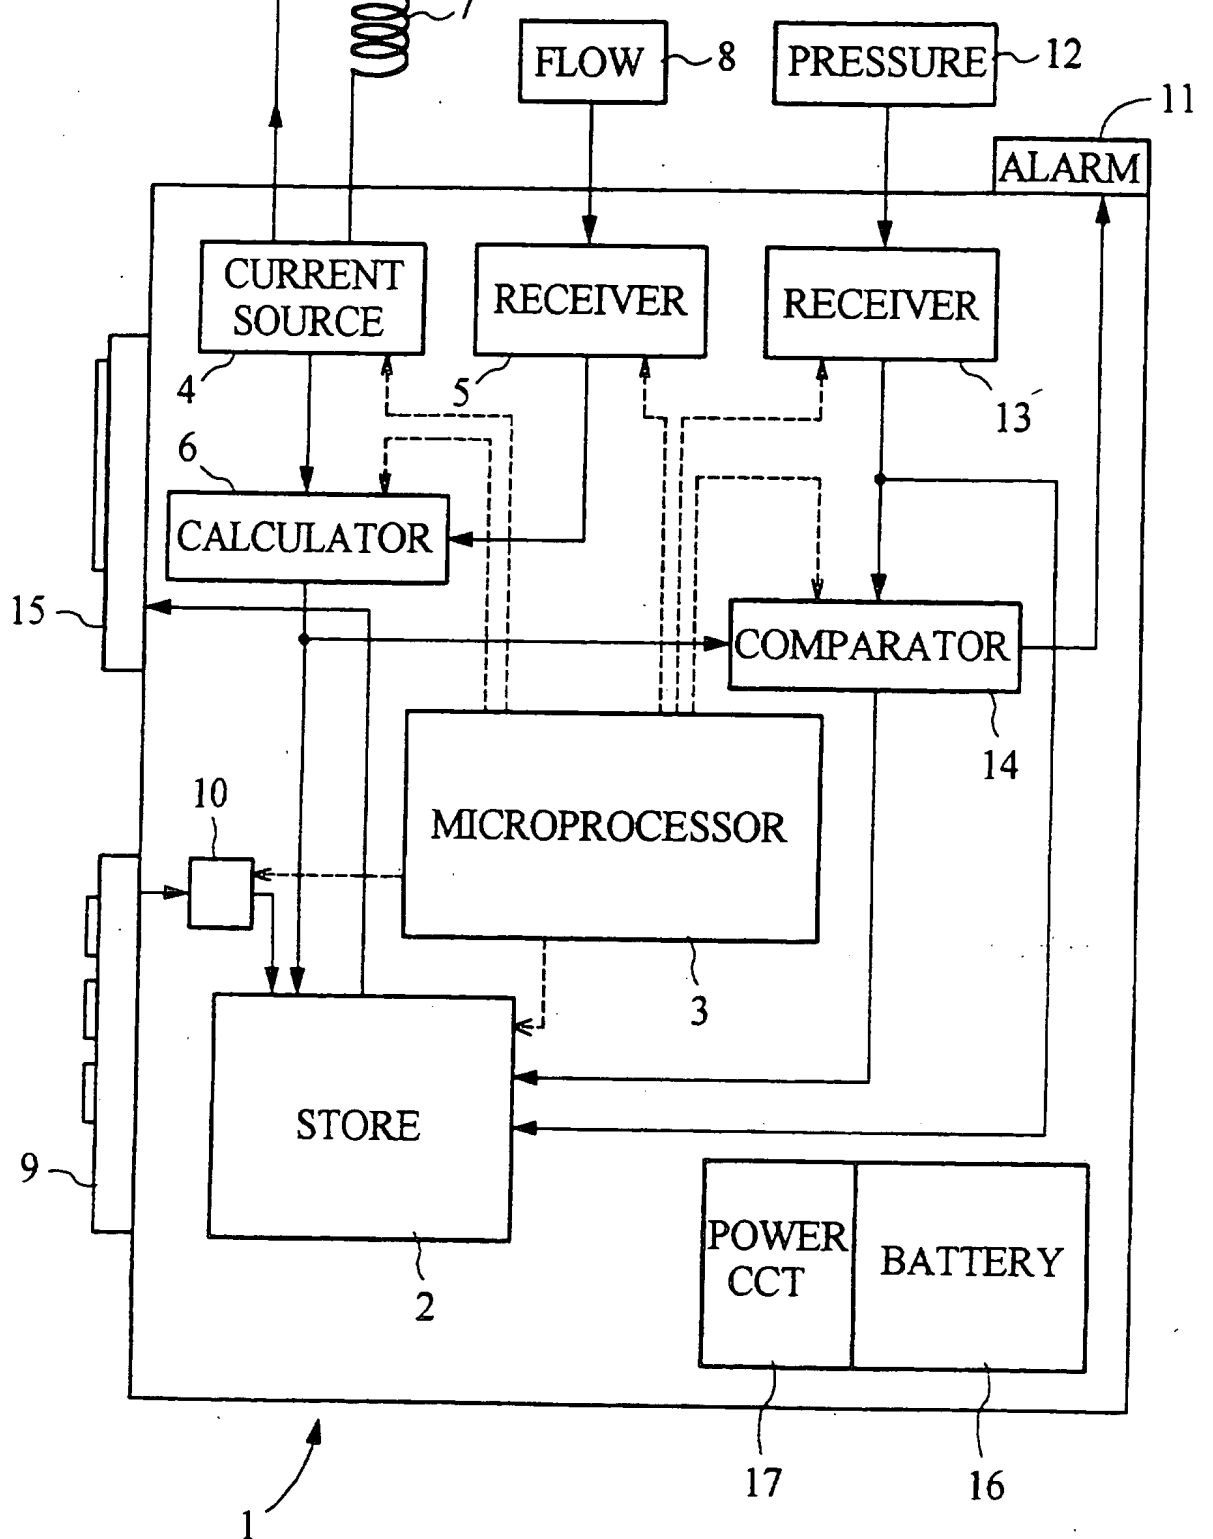 7
FLOW
8
PRESSURE
12
11
ALARM
CURRENT
SOURCE
RECEIVER
RECEIVER
4
5
13
6
CALCULATOR
15
COMPARATOR
14
10
MICROPROCESSOR
3
STORE
9
2
POWER
CCT
BATTERY
17
16
1